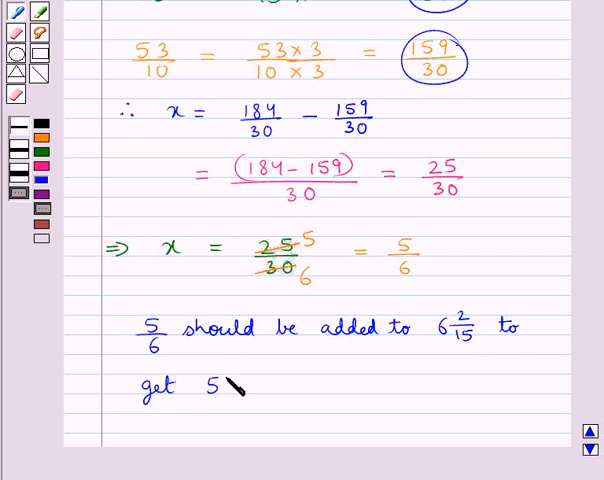 53/10 = 53 × 3 / 10 × 3 = 159/30
∴ x = 184/30 − 159/30
= (184 − 159)/30 = 25/30
⇒ x = 25/30 5 6 = 5/6
5/6 should be added to 6 2/15 to
get 5